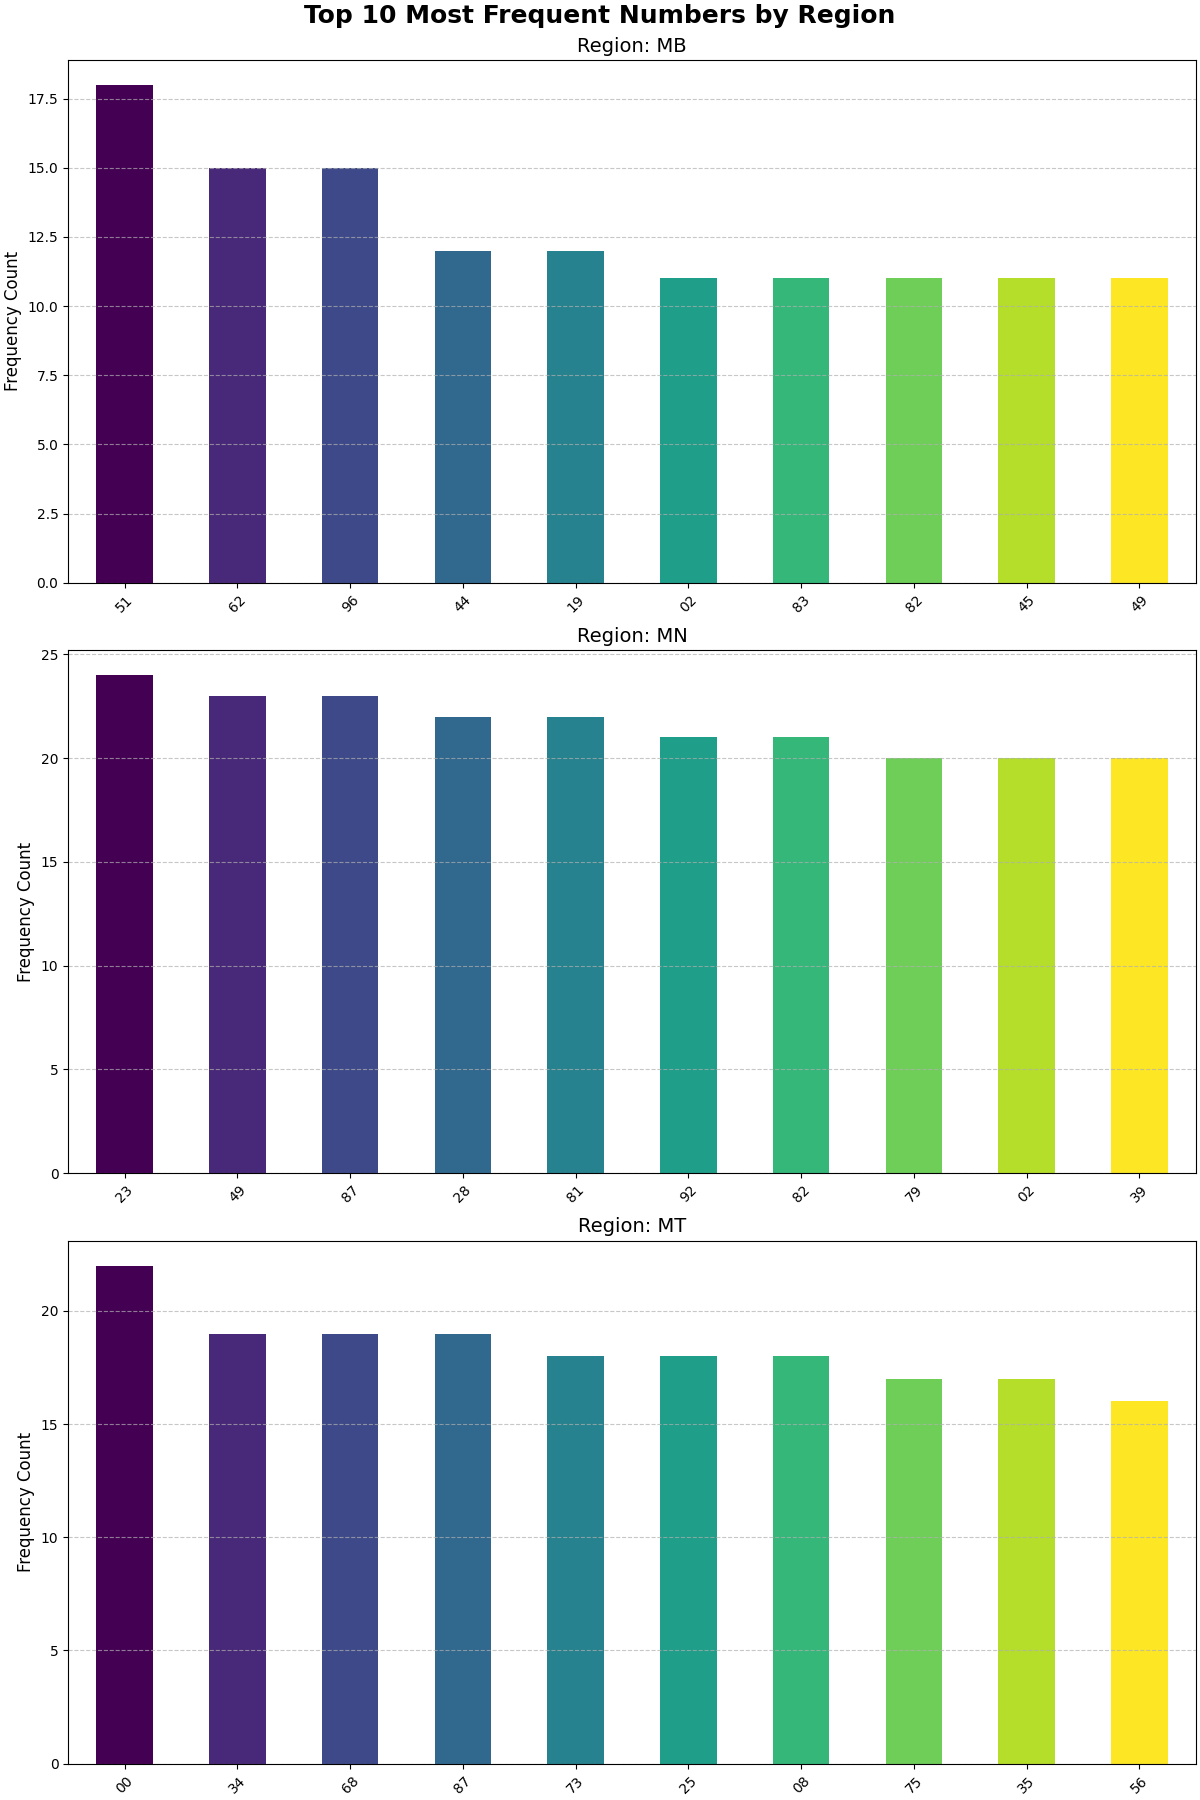 Top 10 Most Frequent Numbers by Region
Region: MB
Frequency Count
17.5
15.0
12.5
10.0
7.5
5.0
2.5
0.0
51 62 96 44 19 02 83 82 45 49
Region: MN
Frequency Count
25
20
15
10
5
0
23 49 87 28 81 92 82 79 02 39
Region: MT
Frequency Count
20
15
10
5
0
00 34 68 87 73 25 08 75 35 56